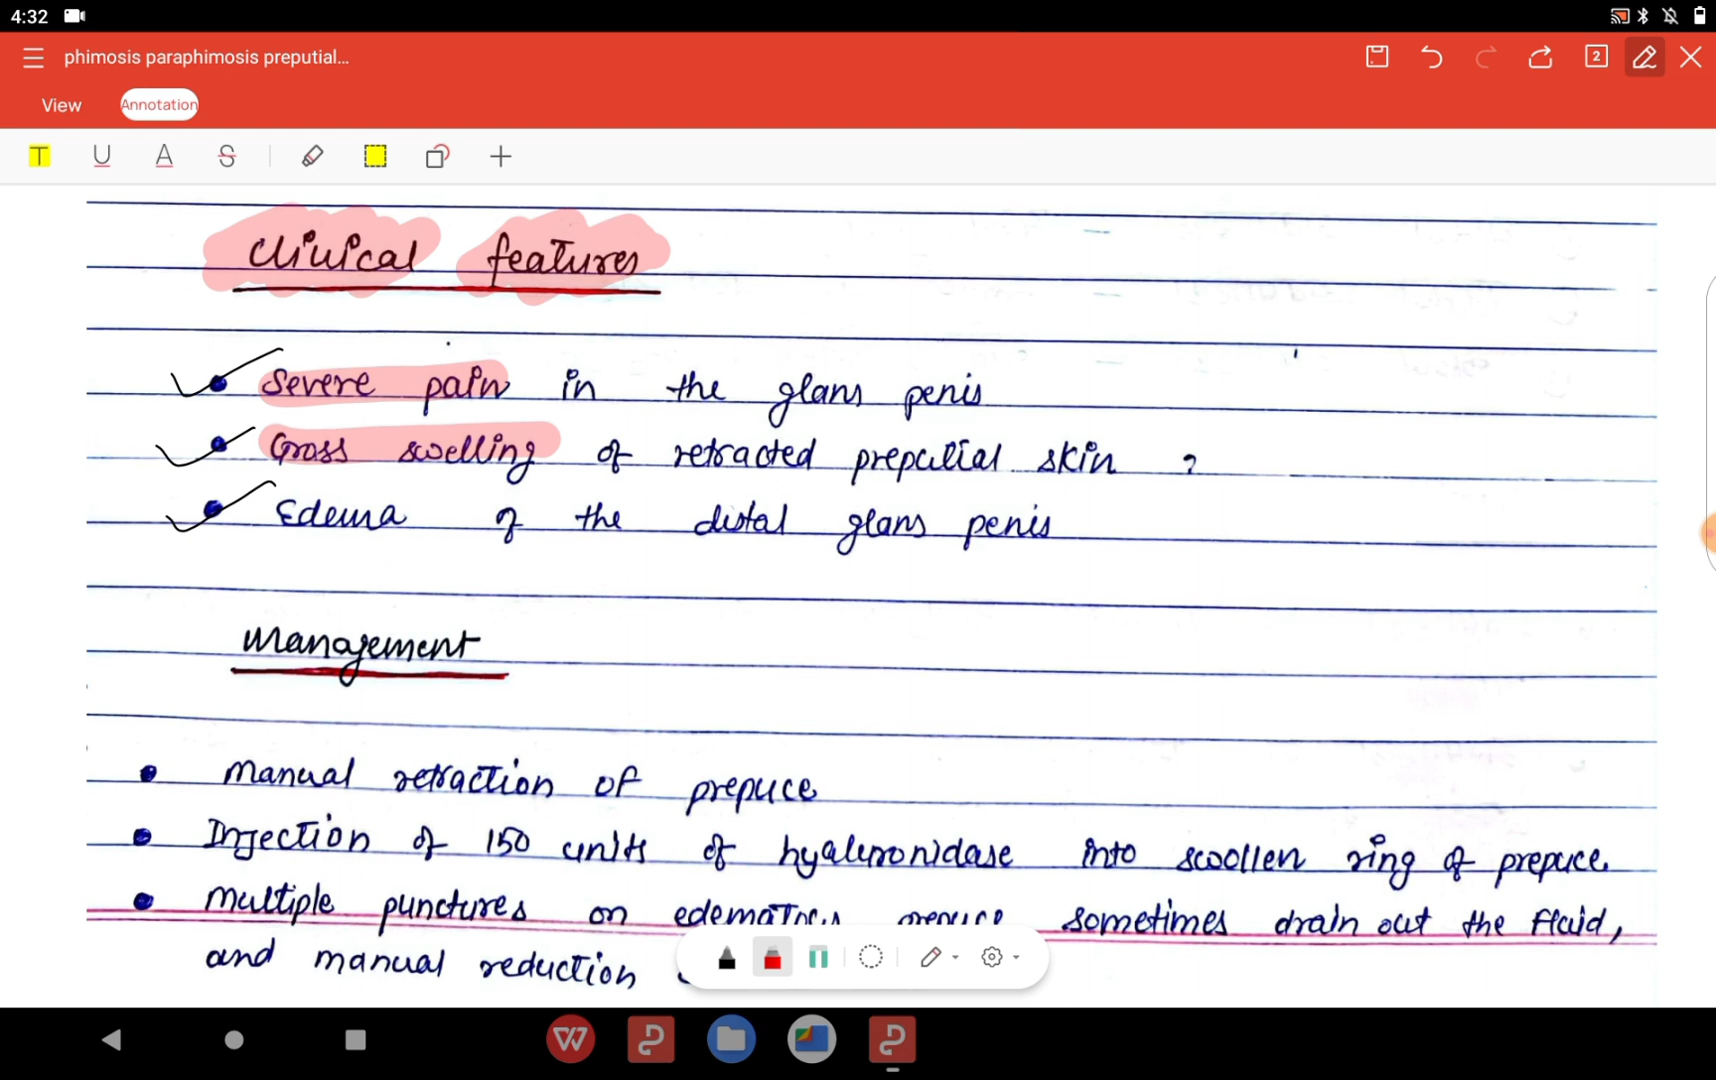 4:32
phimosis paraphimosis preputial...
2
View
Annotation
T U A S
Clinical features
Severe pain in the glans penis
Gross swelling of retracted preputial skin ?
Edema of the distal glans penis
Management
Manual retraction of prepuce
Injection of 150 units of hyaluronidase into swollen ring of prepuce
Multiple punctures on edematous prepuce sometimes drain out the fluid,
and manual reduction